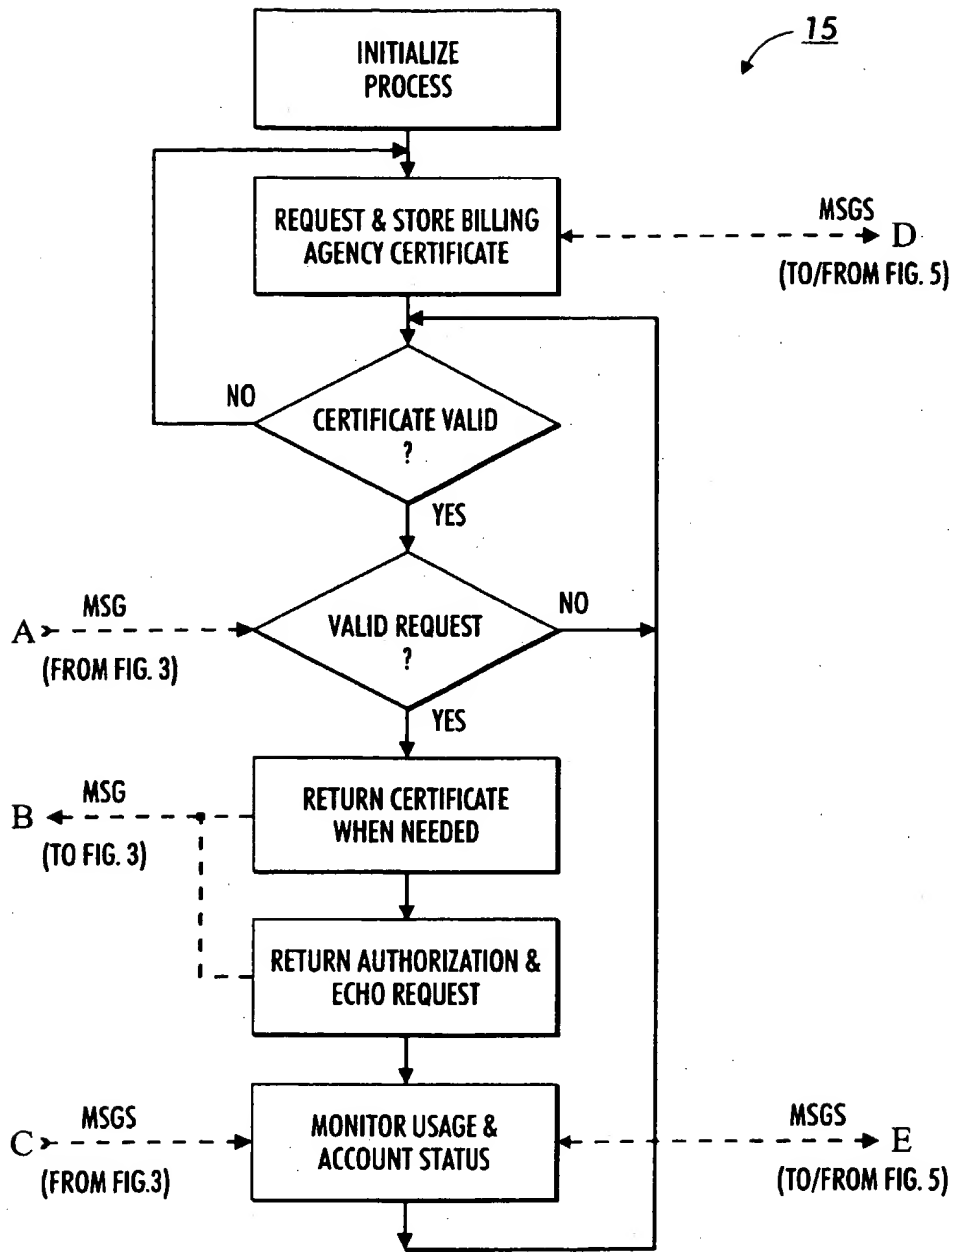 15
INITIALIZE
PROCESS
REQUEST & STORE BILLING
AGENCY CERTIFICATE
MSGS
D
(TO/FROM FIG. 5)
NO
CERTIFICATE VALID
?
YES
MSG
A
(FROM FIG. 3)
VALID REQUEST
?
NO
YES
MSG
B
(TO FIG. 3)
RETURN CERTIFICATE
WHEN NEEDED
RETURN AUTHORIZATION &
ECHO REQUEST
MSGS
C
(FROM FIG.3)
MONITOR USAGE &
ACCOUNT STATUS
MSGS
E
(TO/FROM FIG. 5)